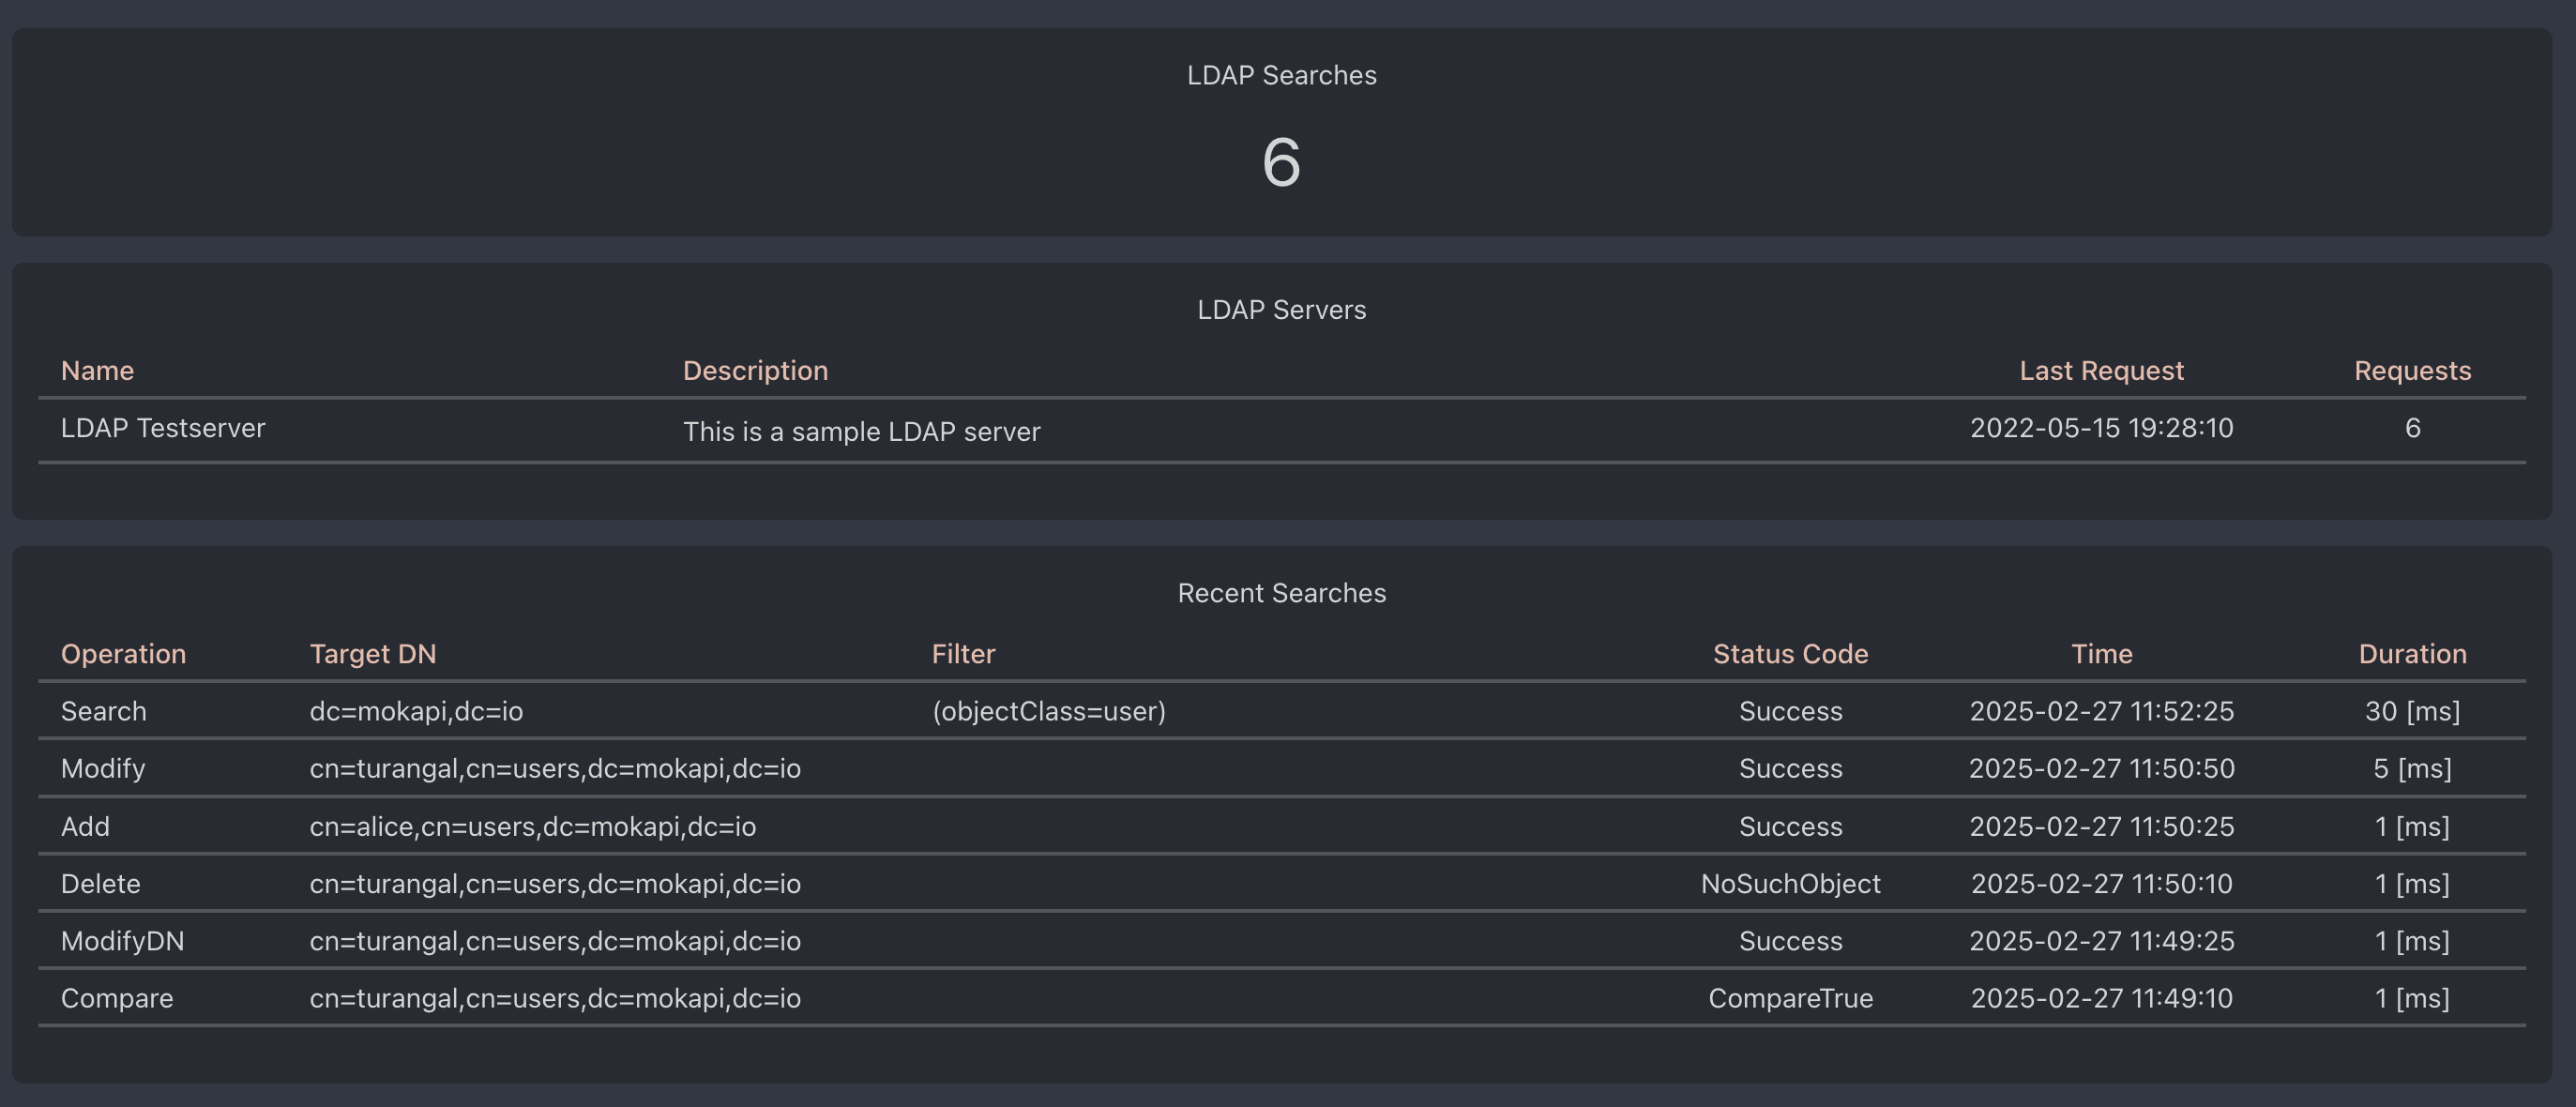 LDAP Searches
6
LDAP Servers
Name Description Last Request Requests
LDAP Testserver This is a sample LDAP server 2022-05-15 19:28:10 6
Recent Searches
Operation Target DN Filter Status Code Time Duration
Search dc=mokapi,dc=io (objectClass=user) Success 2025-02-27 11:52:25 30 [ms]
Modify cn=turangal,cn=users,dc=mokapi,dc=io Success 2025-02-27 11:50:50 5 [ms]
Add cn=alice,cn=users,dc=mokapi,dc=io Success 2025-02-27 11:50:25 1 [ms]
Delete cn=turangal,cn=users,dc=mokapi,dc=io NoSuchObject 2025-02-27 11:50:10 1 [ms]
ModifyDN cn=turangal,cn=users,dc=mokapi,dc=io Success 2025-02-27 11:49:25 1 [ms]
Compare cn=turangal,cn=users,dc=mokapi,dc=io CompareTrue 2025-02-27 11:49:10 1 [ms]